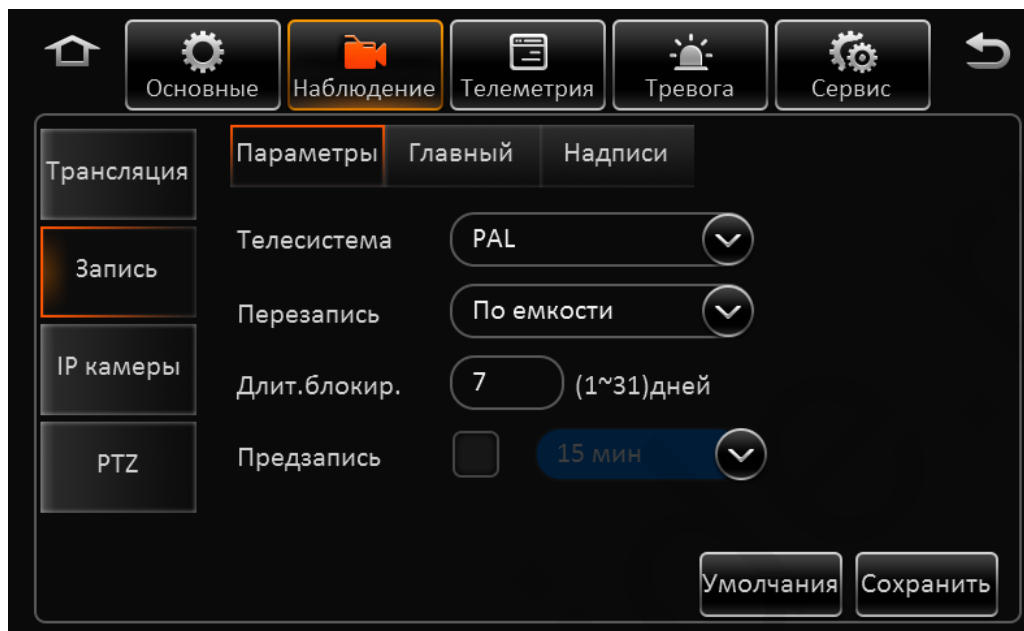 Основные
Наблюдение
Телеметрия
Тревога
Сервис
Трансляция
Запись
IP камеры
PTZ
Параметры
Главный
Надписи
Телесистема PAL
Перезапись По емкости
Длит.блокир. 7 (1~31)дней
Предзапись 15 мин
Умолчания
Сохранить